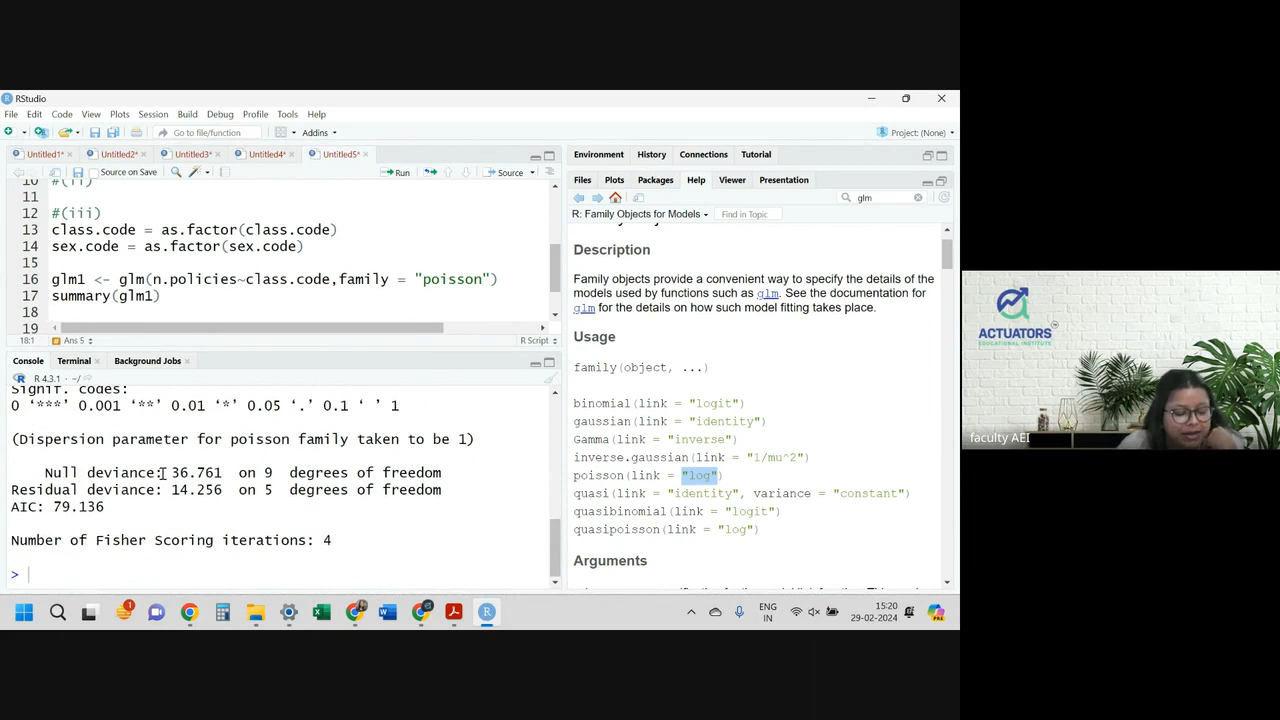 RStudio
File Edit Code View Plots Session Build Debug Profile Tools Help
Go to file/function Addins Project: (None)
Untitled1* Untitled2* Untitled3* Untitled4* Untitled5*
Source on Save Run Source
10 #(ii)
11
12 #(iii)
13 class.code = as.factor(class.code)
14 sex.code = as.factor(sex.code)
15
16 glm1 <- glm(n.policies~class.code,family = "poisson")
17 summary(glm1)
18
19
18:1 Ans 5 R Script
Console Terminal Background Jobs
R 4.3.1 · ~/
Signif. codes:
0 ‘***’ 0.001 ‘**’ 0.01 ‘*’ 0.05 ‘.’ 0.1 ‘ ’ 1
(Dispersion parameter for poisson family taken to be 1)
Null deviance: 36.761 on 9 degrees of freedom
Residual deviance: 14.256 on 5 degrees of freedom
AIC: 79.136
Number of Fisher Scoring iterations: 4
>
Environment History Connections Tutorial
Files Plots Packages Help Viewer Presentation
glm
R: Family Objects for Models Find in Topic
Description
Family objects provide a convenient way to specify the details of the
models used by functions such as glm. See the documentation for
glm for the details on how such model fitting takes place.
Usage
family(object, ...)
binomial(link = "logit")
gaussian(link = "identity")
Gamma(link = "inverse")
inverse.gaussian(link = "1/mu^2")
poisson(link = "log")
quasi(link = "identity", variance = "constant")
quasibinomial(link = "logit")
quasipoisson(link = "log")
Arguments
ENG
IN
15:20
29-02-2024
ACTUATORS
EDUCATIONAL INSTITUTE
faculty AEI